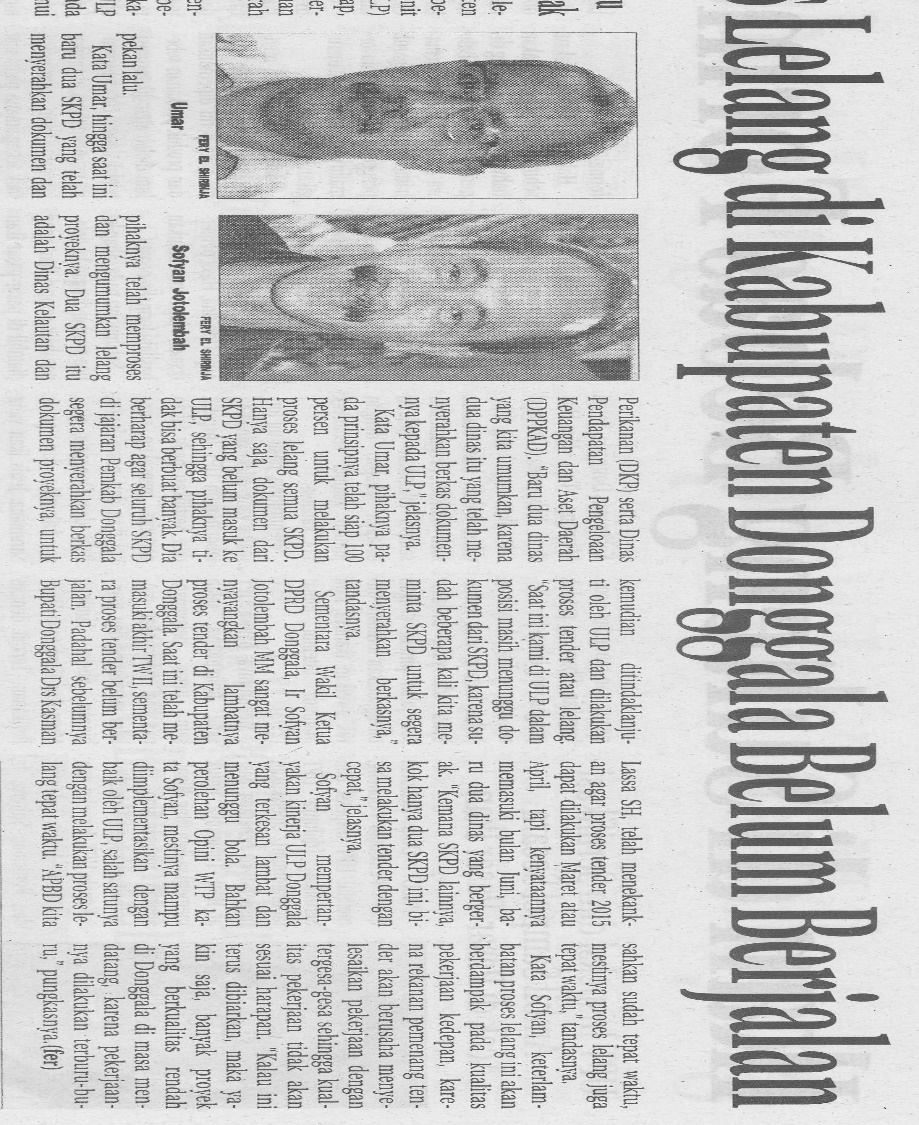 Lelang di Kabupaten Donggala Belum Berjalan
FERY EL SHIRINJA
Umar
FERY EL SHIRINJA
Sofyan Jotolembah
pekan lalu.
Kata Umar, hingga saat ini
baru dua SKPD yang telah
menyerahkan dokumen dan
pihaknya telah memproses
dan mengumumkan lelang
proyeknya. Dua SKPD itu
adalah Dinas Kelautan dan
Perikanan (DKP) serta Dinas
Pendapatan Pengeloaan
Keuangan dan Aset Daerah
(DPPKAD). "Baru dua dinas
yang kita umumkan, karena
dua dinas itu yang telah me-
nyerahkan berkas dokumen-
nya kepada ULP," jelasnya.
Kata Umar, pihaknya pa-
da prinsipnya telah siap 100
persen untuk melakukan
proses lelang semua SKPD.
Hanya saja, dokumen dari
SKPD yang belum masuk ke
ULP, sehingga pihaknya ti-
dak bisa berbuat banyak. Dia
berharap agar seluruh SKPD
di jajaran Pemkab Donggala
segera menyerahkan berkas
dokumen proyeknya, untuk
kemudian ditindaklanju-
ti oleh ULP dan dilakukan
proses tender atau lelang
"Saat ini kami di ULP dalam
posisi masih menunggu do-
kumen dari SKPD, karena su-
dah beberapa kali kita me-
minta SKPD untuk segera
menyerahkan berkasnya,"
tandasnya.
Sementara Wakil Ketua
DPRD Donggala, Ir Sofyan
Jotolembah MM sangat me-
nyayangkan lambatnya
proses tender di Kabupaten
Donggala. Saat ini telah me-
masuki akhir TW II, sementa-
ra proses tender belum ber-
jalan. Padahal sebelumnya
Bupati Donggala Drs Kasman
Lassa SH, telah menekank-
an agar proses tender 2015
dapat dilakukan Maret atau
April, tapi kenyataannya
memasuki bulan Juni, ba-
ru dua dinas yang berger-
ak. "Kemana SKPD lainnya,
kok hanya dua SKPD ini, bi-
sa melakukan tender dengan
cepat," jelasnya.
Sofyan mempertan-
yakan kinerja ULP Donggala
yang terkesan lambat dan
menunggu bola. Bahkan
perolehan Opini WTP ka-
ta Sofyan, mestinya mampu
diimplementasikan dengan
baik oleh ULP, salah satunya
dengan melakukan proses le-
lang tepat waktu. "APBD kita
sahkan sudah tepat waktu,
mestinya proses lelang juga
tepat waktu," tandasnya.
Kata Sofyan, keterlam-
batan proses lelang ini akan
berdampak pada kualitas
pekerjaan kedepan, kare-
na rekanan pemenang ten-
der akan berusaha menye-
lesaikan pekerjaan dengan
tergesa-gesa sehingga kual-
itas pekerjaan tidak akan
sesuai harapan. "Kalau ini
terus dibiarkan, maka ya-
kin saja, banyak proyek
yang berkualitas rendah
di Donggala di masa men-
datang, karena pekerjaan-
nya dilakukan terburu-bu-
ru," pungkasnya.(fer)